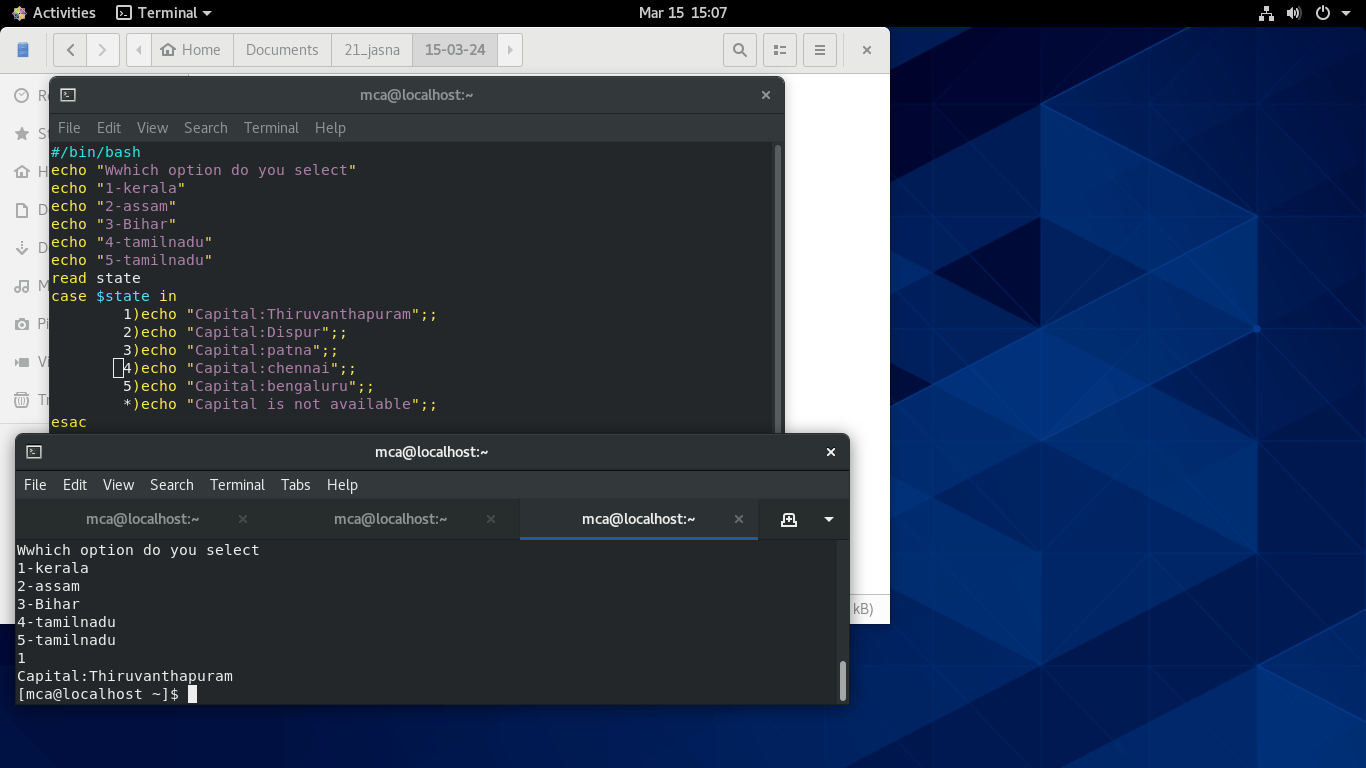 Activities Terminal Mar 15 15:07
Home Documents 21_jasna 15-03-24
mca@localhost:~
File Edit View Search Terminal Help
#/bin/bash
echo "Wwhich option do you select"
echo "1-kerala"
echo "2-assam"
echo "3-Bihar"
echo "4-tamilnadu"
echo "5-tamilnadu"
read state
case $state in
1)echo "Capital:Thiruvanthapuram";;
2)echo "Capital:Dispur";;
3)echo "Capital:patna";;
4)echo "Capital:chennai";;
5)echo "Capital:bengaluru";;
*)echo "Capital is not available";;
esac
mca@localhost:~
File Edit View Search Terminal Tabs Help
mca@localhost:~ mca@localhost:~ mca@localhost:~
Wwhich option do you select
1-kerala
2-assam
3-Bihar
4-tamilnadu
5-tamilnadu
1
Capital:Thiruvanthapuram
[mca@localhost ~]$
kB)